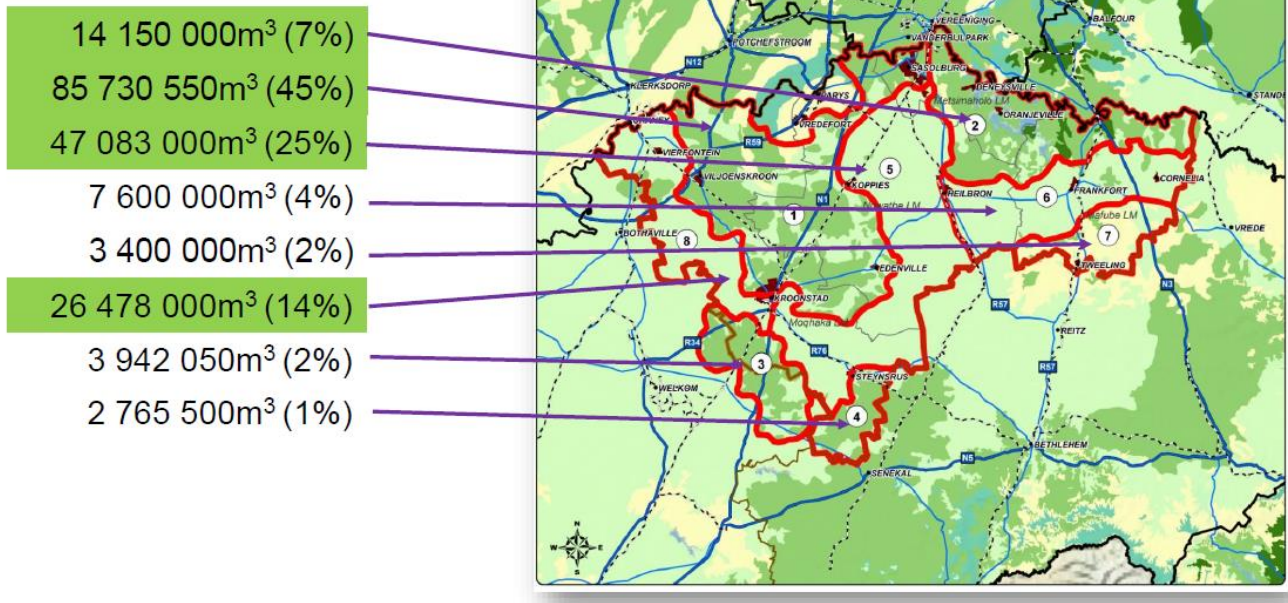 14 150 000m³ (7%)
85 730 550m³ (45%)
47 083 000m³ (25%)
7 600 000m³ (4%)
3 400 000m³ (2%)
26 478 000m³ (14%)
3 942 050m³ (2%)
2 765 500m³ (1%)
VEREENIGING
BALFOUR
VANDERBIJLPARK
POTCHEFSTROOM
N12
SASOLBURG
KLERKSDORP
DENEYSVILLE
STANDE
Metsimaholo LM
ORANJEVILLE
2
VREDEFORT
R59
VIERFONTEIN
VILJOENSKROON
5
KOPPIES
HEILBRON
6
FRANKFORT
CORNELIA
N1
1
7
VREDE
BOTHAVILLE
8
EDENVILLE
TWEELING
N3
KROONSTAD
R57
Moqhaka LM
REITZ
R34
R76
3
STEYNSRUS
R57
WELKOM
4
BETHLEHEM
SENEKAL
N5
N
W
E
S